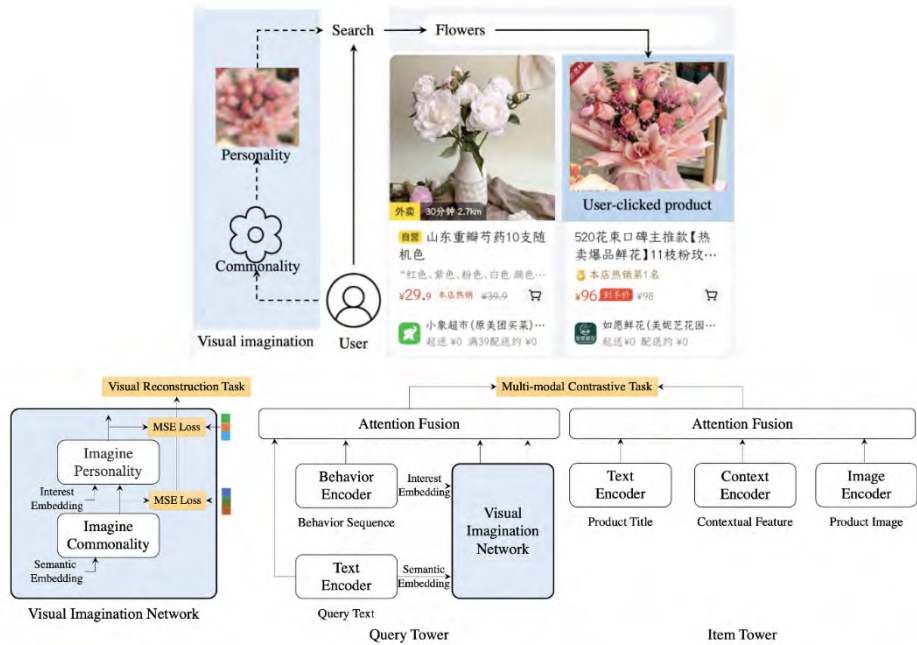 Search
Flowers
Personality
Commonality
Visual imagination
User
外卖 30分钟 2.7km
自营 山东重瓣芍药10支随
机色
“红色、紫色、粉色、白色 颜色…
¥29.9 本店热销 ¥39.9
小象超市(原美团买菜)…
起送 ¥0 满39配送约 ¥0
User-clicked product
520花束口碑主推款【热
卖爆品鲜花】11枝粉玫…
本店热销第1名
¥96 到手价 ¥98
如愿鲜花(美妮艺花园…
起送¥0 配送约 ¥0
Visual Reconstruction Task
MSE Loss
Imagine
Personality
Interest
Embedding
MSE Loss
Imagine
Commonality
Semantic
Embedding
Visual Imagination Network
Multi-modal Contrastive Task
Attention Fusion
Behavior
Encoder
Interest
Embedding
Behavior Sequence
Visual
Imagination
Network
Text
Encoder
Semantic
Embedding
Query Text
Query Tower
Attention Fusion
Text
Encoder
Product Title
Context
Encoder
Contextual Feature
Image
Encoder
Product Image
Item Tower